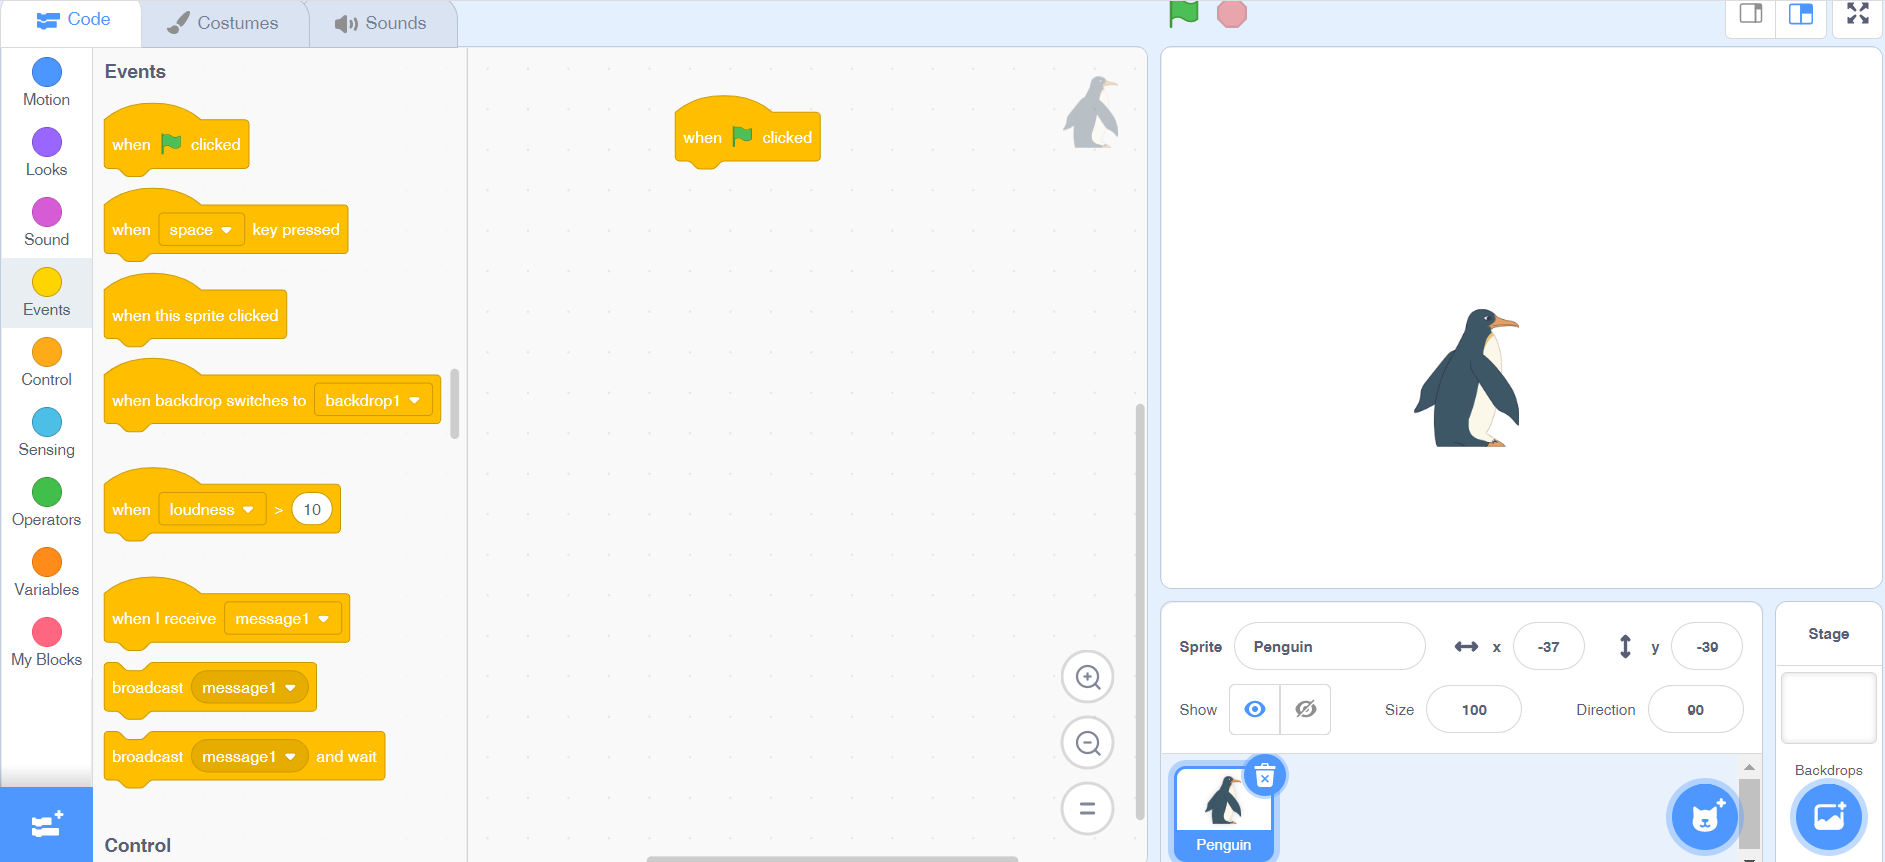 Code
Costumes
Sounds
Motion
Looks
Sound
Events
Control
Sensing
Operators
Variables
My Blocks
Events
when clicked
when space key pressed
when this sprite clicked
when backdrop switches to backdrop1
when loudness > 10
when I receive message1
broadcast message1
broadcast message1 and wait
Control
when clicked
Sprite Penguin x -37 y -39
Show Size 100 Direction 90
Penguin
Stage
Backdrops